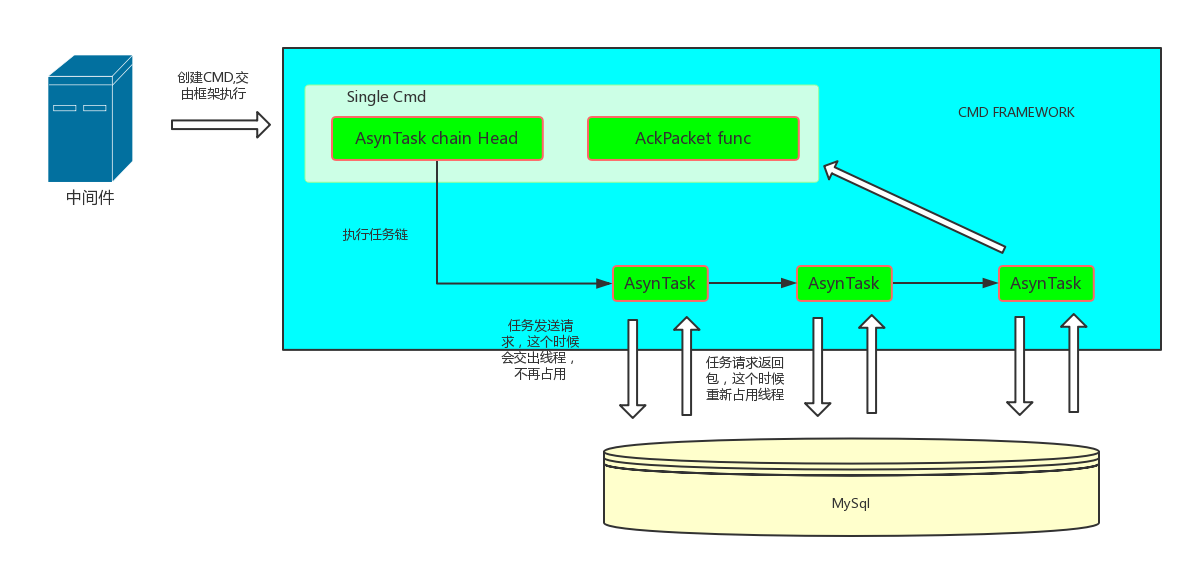 创建CMD,交
由框架执行
中间件
CMD FRAMEWORK
Single Cmd
AsynTask chain Head
AckPacket func
执行任务链
AsynTask
AsynTask
AsynTask
任务发送请
求，这个时候
会交出线程，
不再占用
任务请求返回
包，这个时候
重新占用线程
MySql